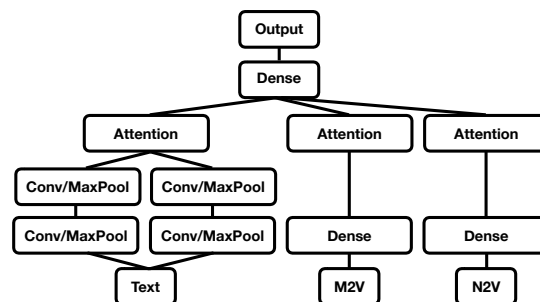 Output
Dense
Attention Attention Attention
Conv/MaxPool Conv/MaxPool
Conv/MaxPool Conv/MaxPool Dense Dense
Text M2V N2V